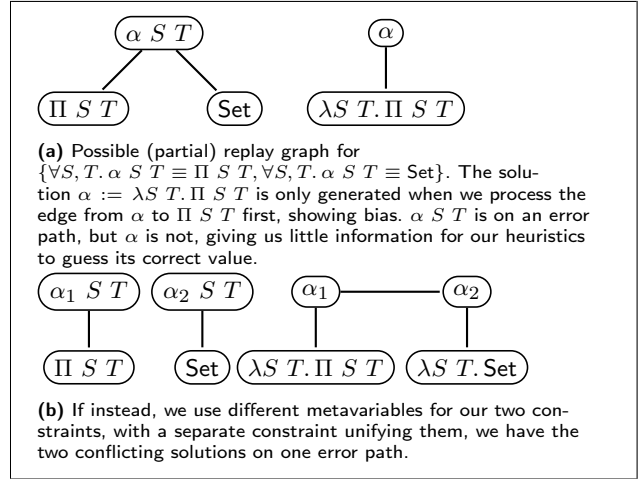 α S T
α
Π S T
Set
λS T. Π S T
(a) Possible (partial) replay graph for
{∀S, T. α S T ≡ Π S T, ∀S, T. α S T ≡ Set}. The solu-
tion α := λS T. Π S T is only generated when we process the
edge from α to Π S T first, showing bias. α S T is on an error
path, but α is not, giving us little information for our heuristics
to guess its correct value.
α₁ S T
α₂ S T
α₁
α₂
Π S T
Set
λS T. Π S T
λS T. Set
(b) If instead, we use different metavariables for our two con-
straints, with a separate constraint unifying them, we have the
two conflicting solutions on one error path.